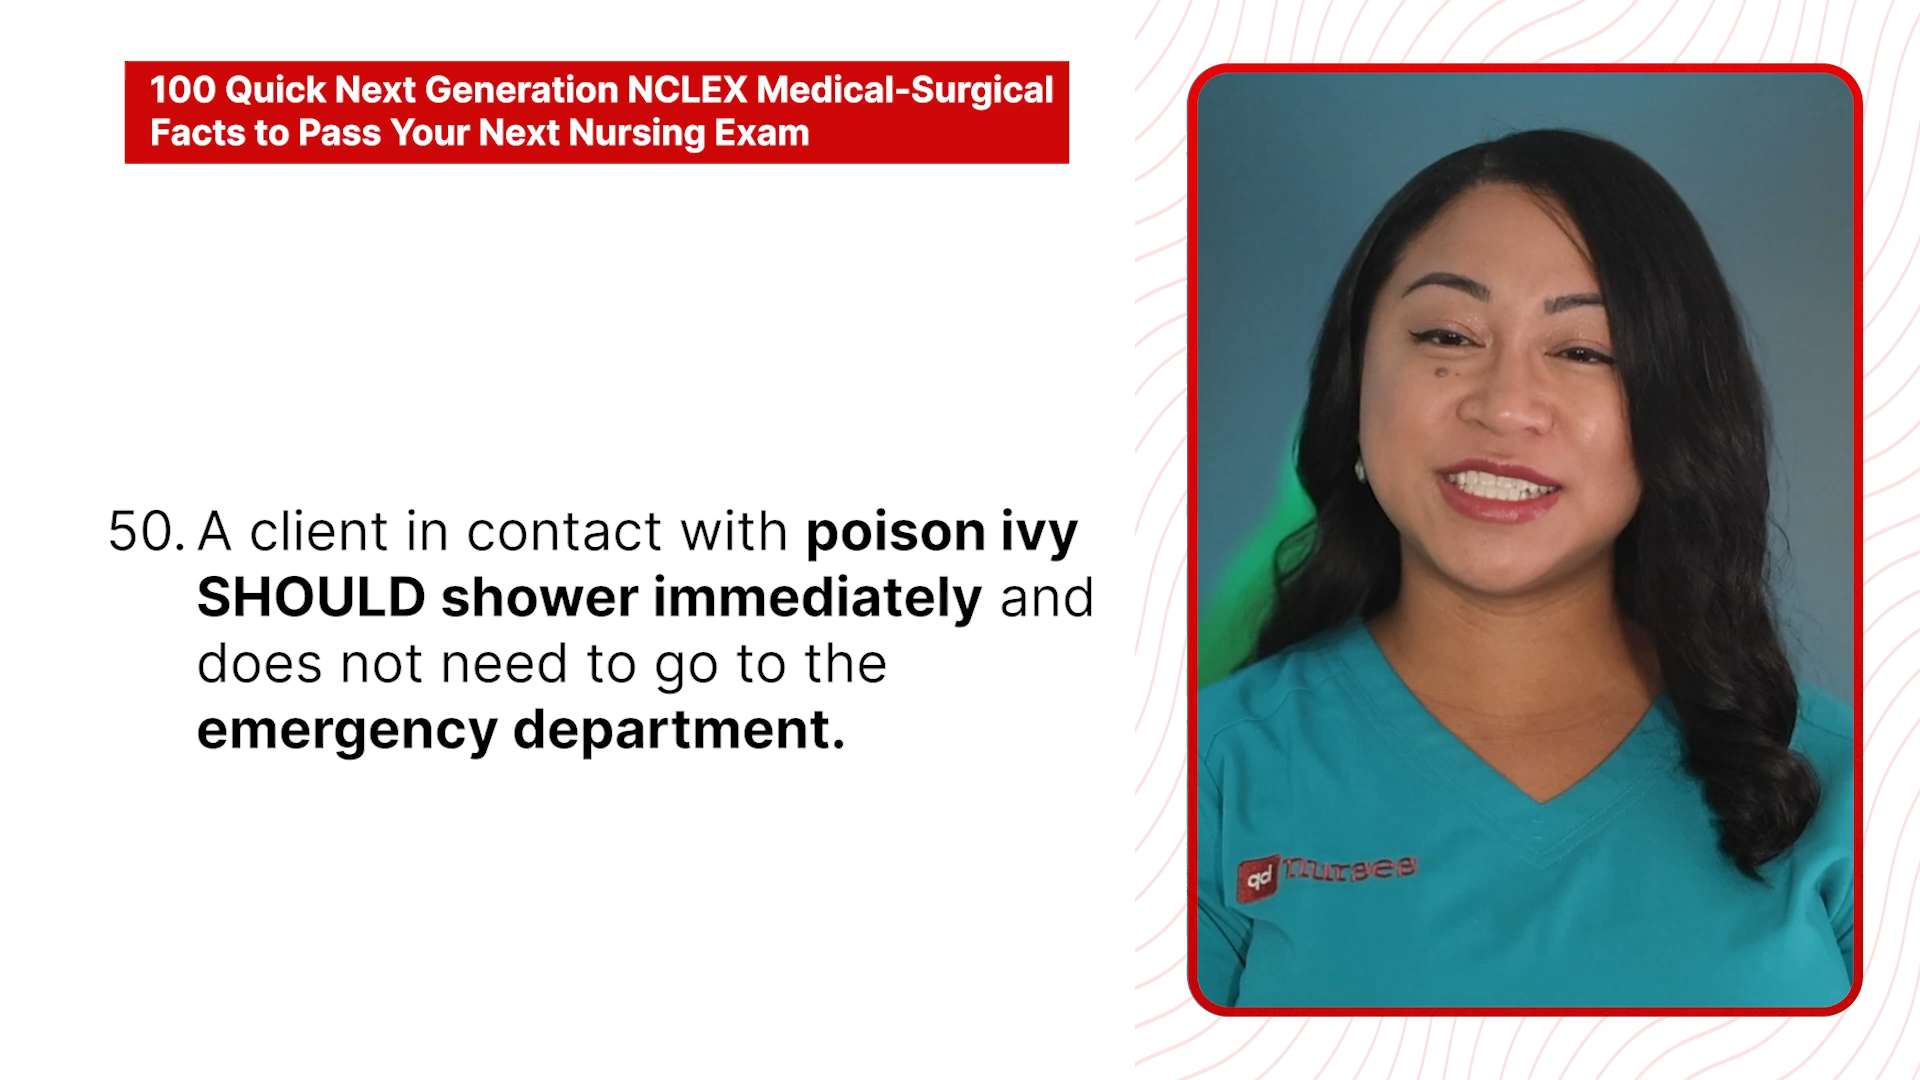 100 Quick Next Generation NCLEX Medical-Surgical
Facts to Pass Your Next Nursing Exam
50. A client in contact with poison ivy
SHOULD shower immediately and
does not need to go to the
emergency department.
qd nurses